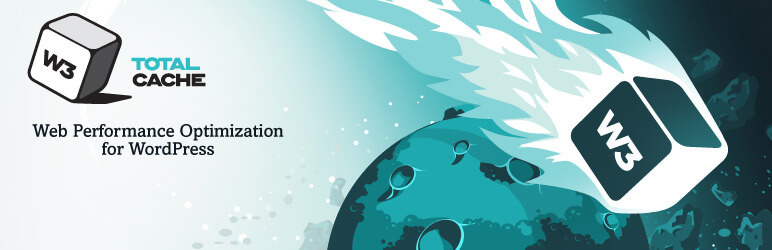 W3
TOTAL
CACHE
Web Performance Optimization
for WordPress
W3